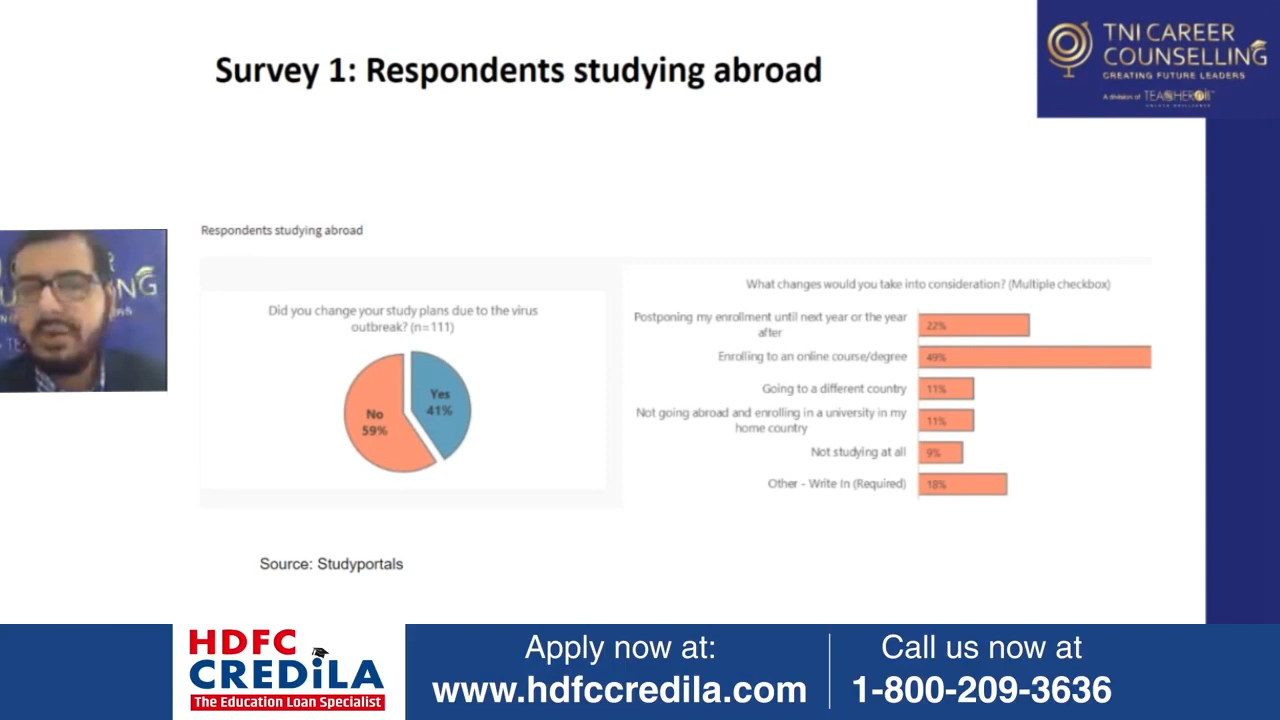 Survey 1: Respondents studying abroad
TNI CAREER
COUNSELLING
CREATING FUTURE LEADERS
A division of
Respondents studying abroad
Did you change your study plans due to the virus
outbreak? (n=111)
Yes
41%
No
59%
What changes would you take into consideration? (Multiple checkbox)
Postponing my enrollment until next year or the year
after
22%
Enrolling to an online course/degree
49%
Going to a different country
11%
Not going abroad and enrolling in a university in my
home country
11%
Not studying at all
9%
Other - Write In (Required)
18%
Source: Studyportals
HDFC
CREDILA
The Education Loan Specialist
Apply now at:
www.hdfccredila.com
Call us now at
1-800-209-3636